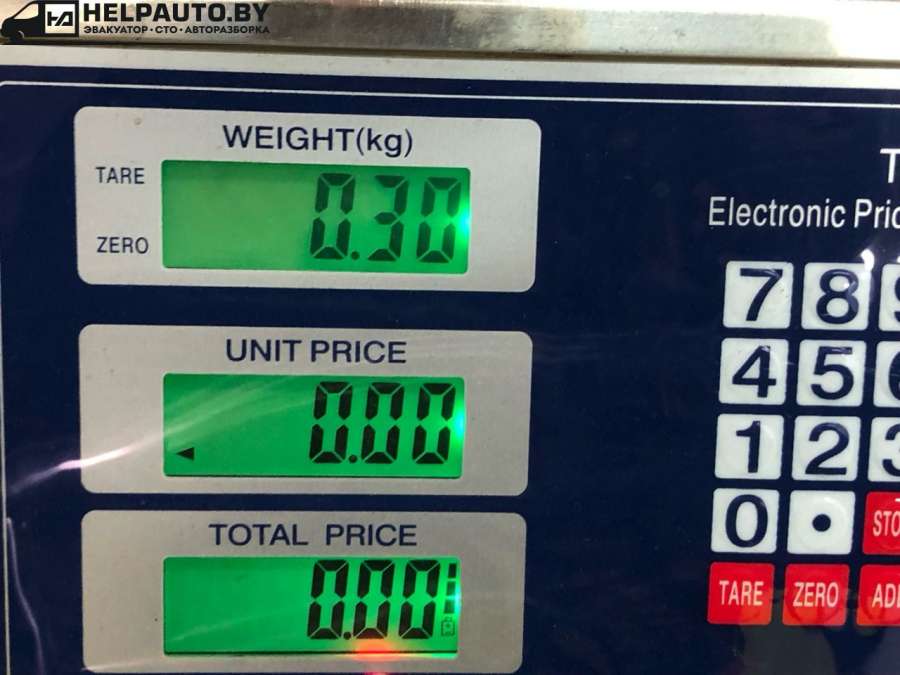 HELPAUTO.BY
ЭВАКУАТОР·СТО·АВТОРАЗБОРКА
WEIGHT(kg)
TARE
0.30
ZERO
Electronic
UNIT PRICE
0.00
TOTAL PRICE
0.00
7 8
4 5
1 2
0 •
TARE ZERO